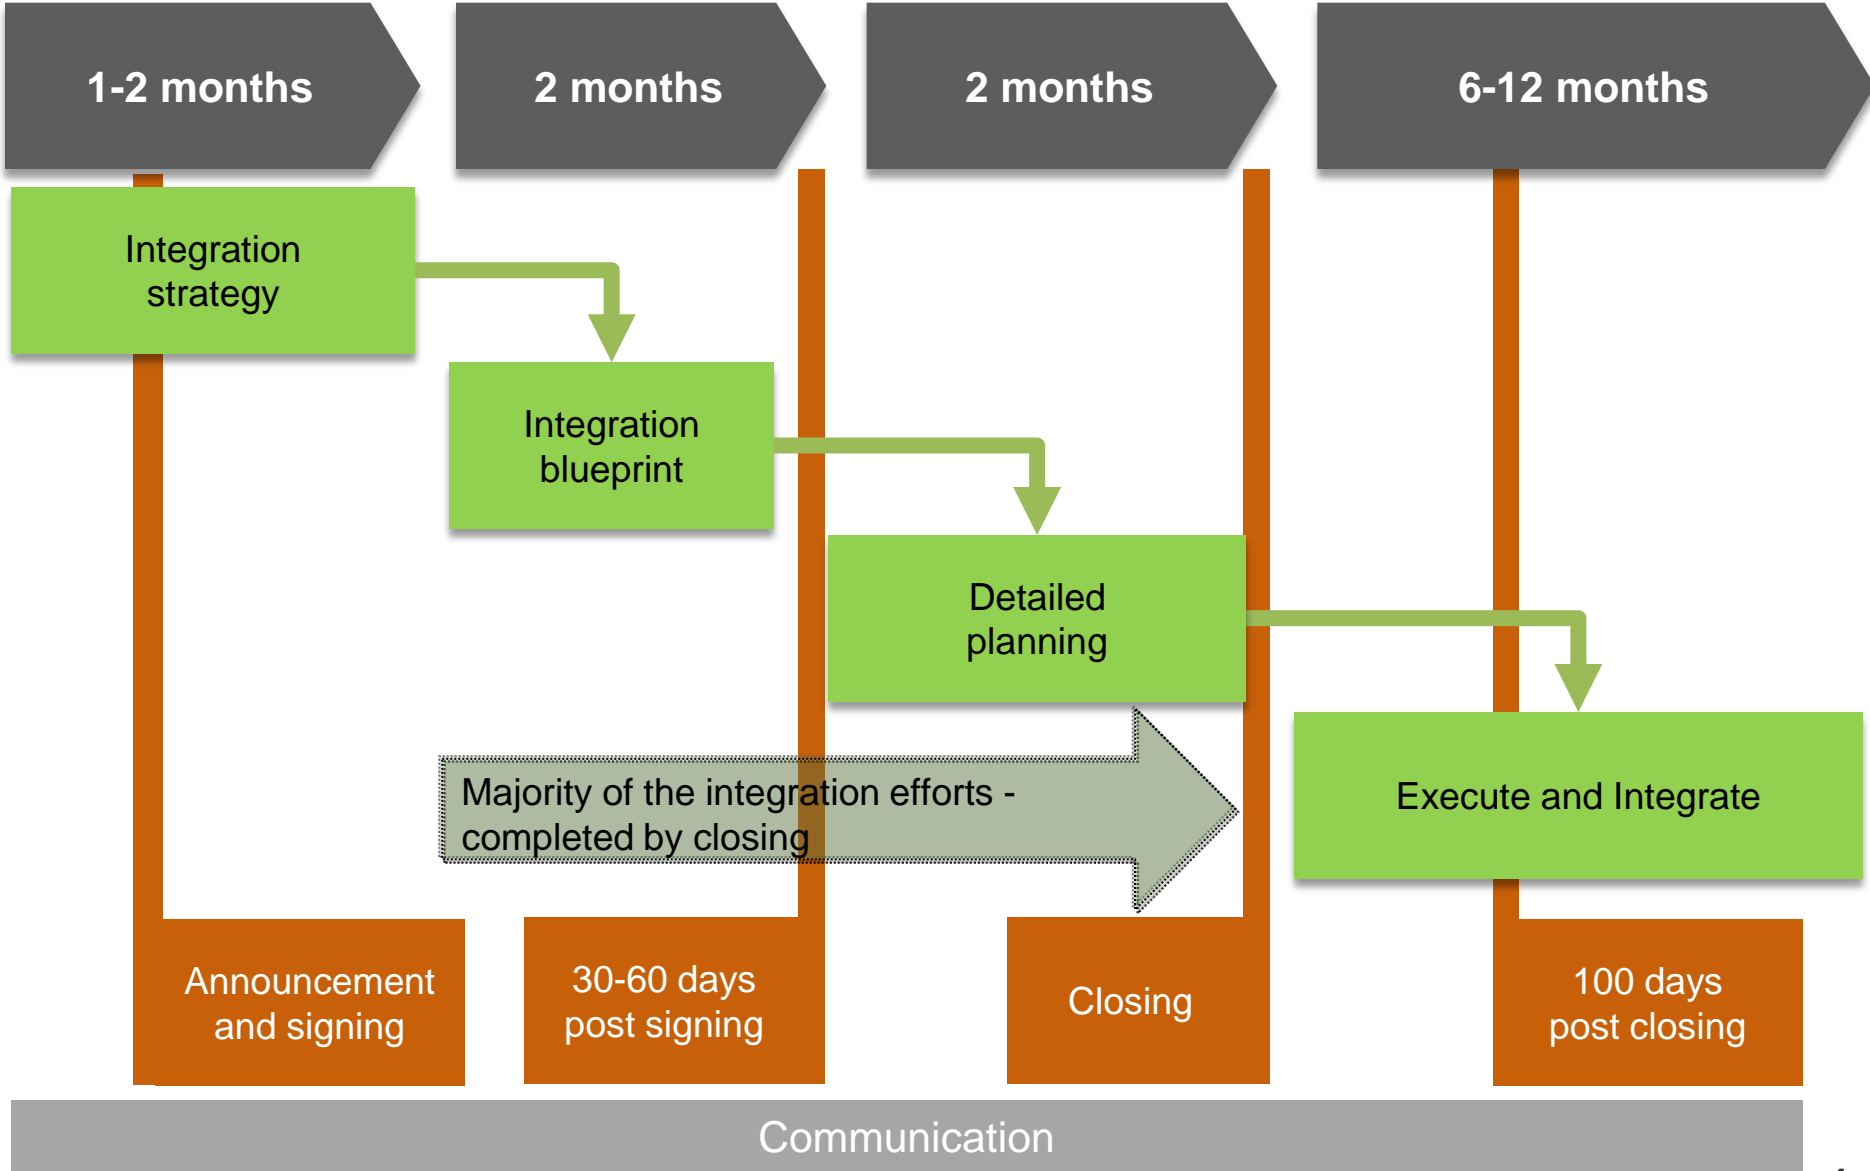 1-2 months
2 months
2 months
6-12 months
Integration
strategy
Integration
blueprint
Detailed
planning
Majority of the integration efforts -
completed by closing
Execute and Integrate
Announcement
and signing
30-60 days
post signing
Closing
100 days
post closing
Communication